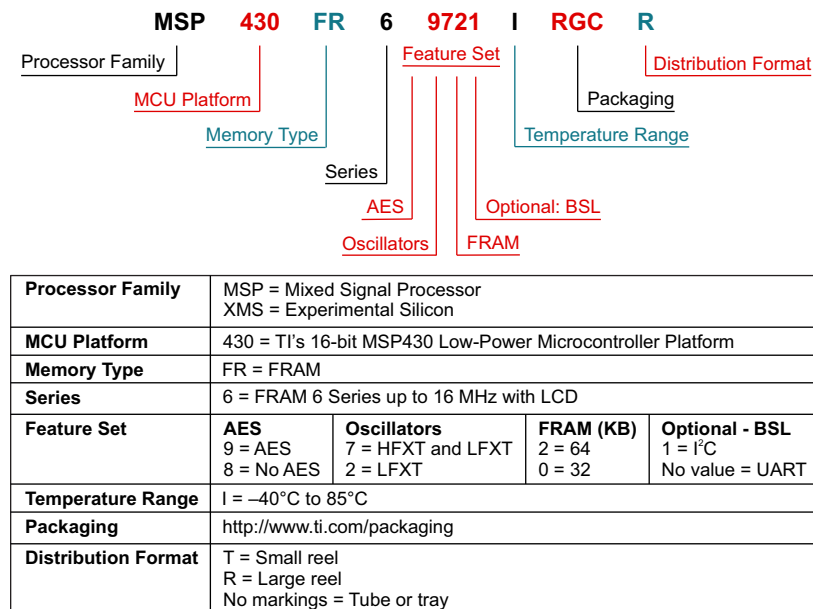 MSP 430 FR 6 9721 I RGC R
Processor Family
Feature Set
Distribution Format
MCU Platform
Packaging
Memory Type
Temperature Range
Series
AES
Optional: BSL
Oscillators
FRAM
Processor Family
MSP = Mixed Signal Processor
XMS = Experimental Silicon
MCU Platform
430 = TI's 16-bit MSP430 Low-Power Microcontroller Platform
Memory Type
FR = FRAM
Series
6 = FRAM 6 Series up to 16 MHz with LCD
Feature Set
AES
9 = AES
8 = No AES
Oscillators
7 = HFXT and LFXT
2 = LFXT
FRAM (KB)
2 = 64
0 = 32
Optional - BSL
1 = I²C
No value = UART
Temperature Range
I = –40°C to 85°C
Packaging
http://www.ti.com/packaging
Distribution Format
T = Small reel
R = Large reel
No markings = Tube or tray